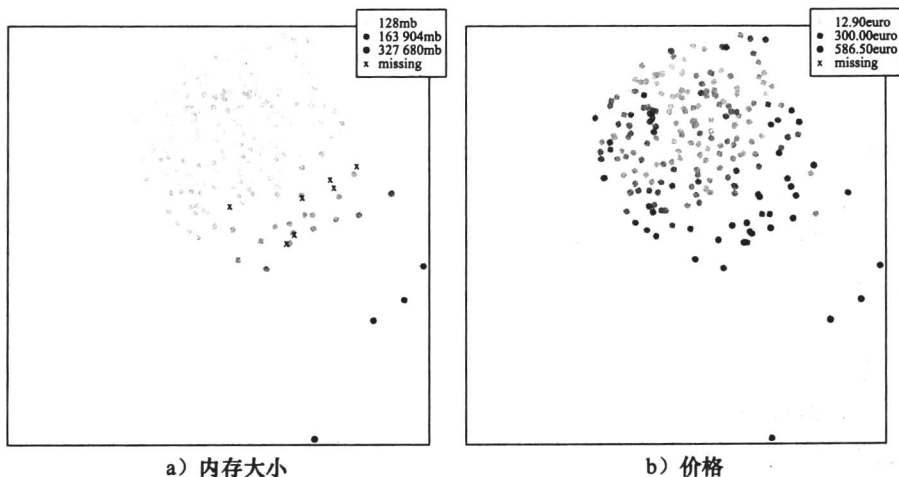 128mb
163 904mb
327 680mb
x missing
12.90euro
300.00euro
586.50euro
x missing
a）内存大小
b）价格